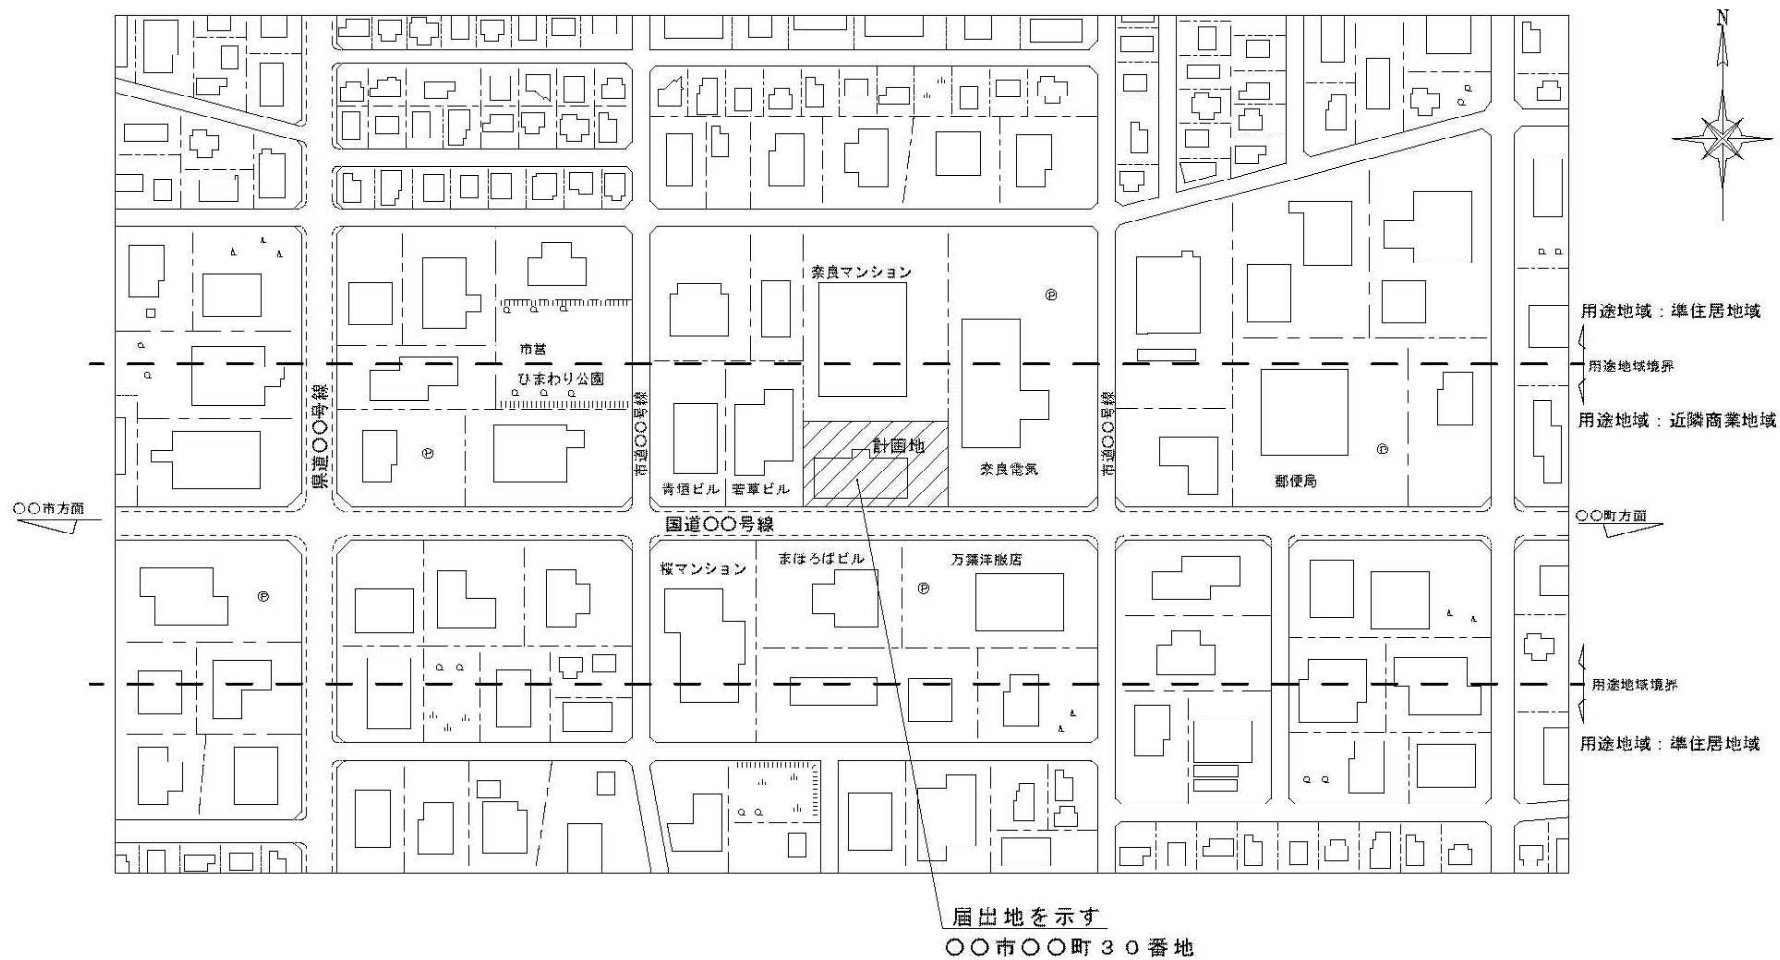 N
奈良マンション
Ⓟ
用途地域：準住居地域
市営
ひまわり公園
用途地域境界
県道〇〇号線
市道〇〇号線
市道〇〇号線
用途地域：近隣商業地域
計画地
Ⓟ
Ⓟ
奈良電気
郵便局
青垣ビル
若草ビル
〇〇市方面
国道〇〇号線
〇〇町方面
桜マンション
まほろばビル
万葉洋服店
Ⓟ
Ⓟ
用途地域境界
用途地域：準住居地域
届出地を示す
〇〇市〇〇町３０番地